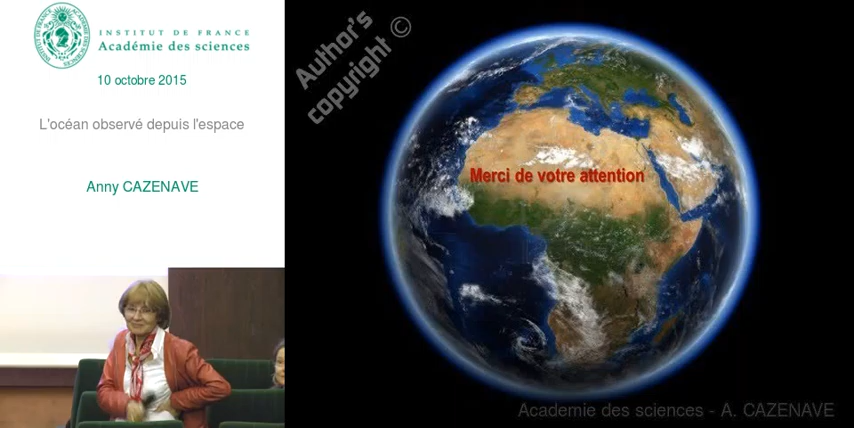 INSTITUT DE FRANCE
Académie des sciences
10 octobre 2015
L'océan observé depuis l'espace
Anny CAZENAVE
Author's
copyright ©
Merci de votre attention
Academie des sciences - A. CAZENAVE